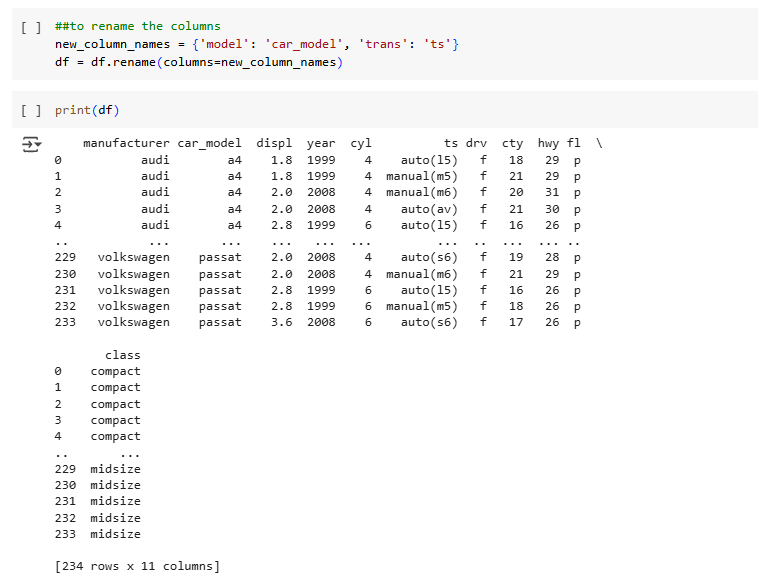 [ ] ##to rename the columns
new_column_names = {'model': 'car_model', 'trans': 'ts'}
df = df.rename(columns=new_column_names)
[ ] print(df)
    manufacturer car_model  displ  year  cyl          ts drv  cty  hwy fl  \
0           audi        a4    1.8  1999    4    auto(l5)   f   18   29  p
1           audi        a4    1.8  1999    4  manual(m5)   f   21   29  p
2           audi        a4    2.0  2008    4  manual(m6)   f   20   31  p
3           audi        a4    2.0  2008    4    auto(av)   f   21   30  p
4           audi        a4    2.8  1999    6    auto(l5)   f   16   26  p
..           ...       ...    ...   ...  ...         ...  ..  ...  ... ..
229   volkswagen    passat    2.0  2008    4    auto(s6)   f   19   28  p
230   volkswagen    passat    2.0  2008    4  manual(m6)   f   21   29  p
231   volkswagen    passat    2.8  1999    6    auto(l5)   f   16   26  p
232   volkswagen    passat    2.8  1999    6  manual(m5)   f   18   26  p
233   volkswagen    passat    3.6  2008    6    auto(s6)   f   17   26  p
       class
0    compact
1    compact
2    compact
3    compact
4    compact
..       ...
229  midsize
230  midsize
231  midsize
232  midsize
233  midsize
[234 rows x 11 columns]